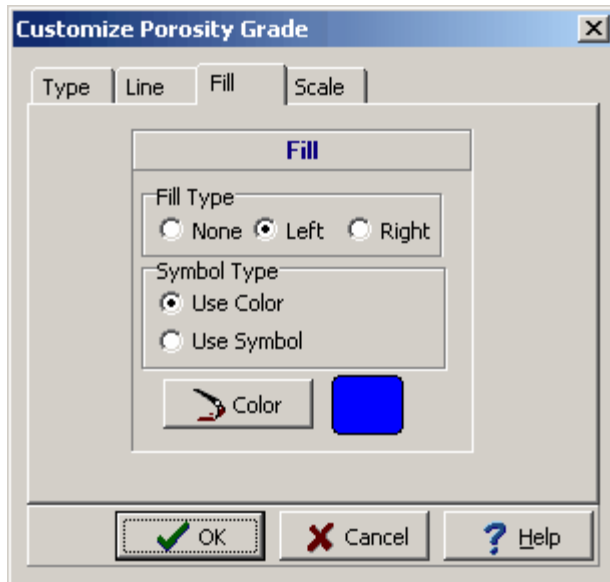 Customize Porosity Grade
Type Line Fill Scale
Fill
Fill Type
None Left Right
Symbol Type
Use Color
Use Symbol
Color
OK Cancel Help